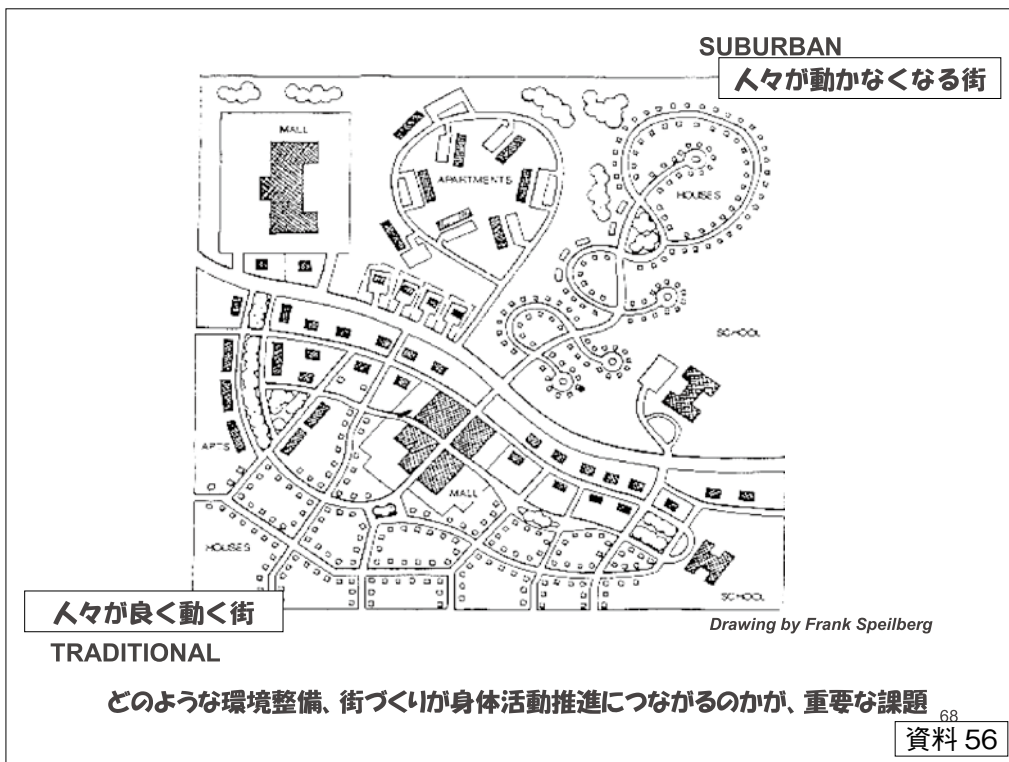 SUBURBAN
人々が動かなくなる街
MALL
APARTMENTS
HOUSES
SCHOOL
APTS
MALL
HOUSES
SCHOOL
人々が良く動く街
TRADITIONAL
Drawing by Frank Speilberg
どのような環境整備、街づくりが身体活動推進につながるのかが、重要な課題
68
資料 56